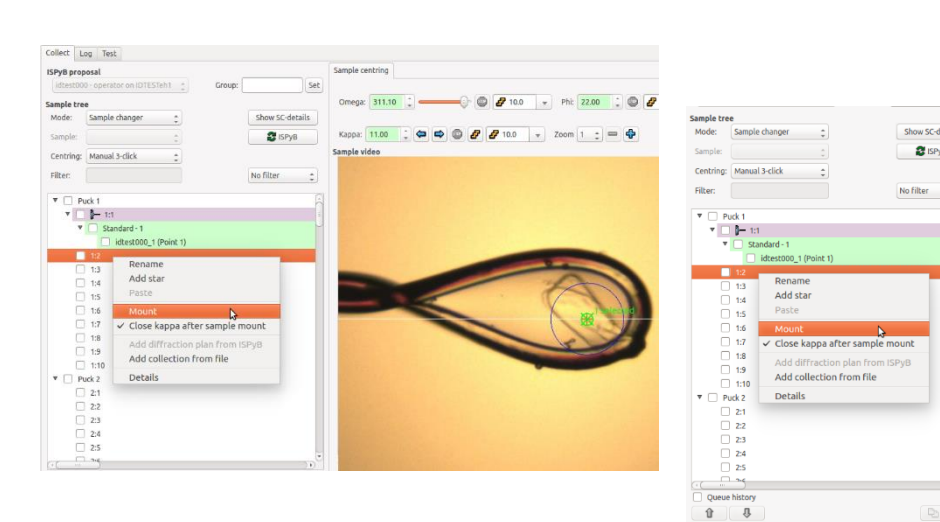 Collect Log Test
ISPyB proposal
idtest000 - operator on IDTESTeh1 Group: Set
Sample tree
Mode: Sample changer Show SC-details
Sample: ISPyB
Centring: Manual 3-click
Filter: No filter
Puck 1
1:1
Standard - 1
idtest000_1 (Point 1)
1:2
1:3
1:4
1:5
1:6
1:7
1:8
1:9
1:10
Puck 2
2:1
2:2
2:3
2:4
2:5
Rename
Add star
Paste
Mount
Close kappa after sample mount
Add diffraction plan from ISPyB
Add collection from file
Details
Sample centring
Omega: 311.10 10.0 Phi: 22.00
Kappa: 11.00 10.0 Zoom 1
Sample video
Sample tree
Mode: Sample changer Show SC-d
Sample: ISPy
Centring: Manual 3-click
Filter: No filter
Puck 1
1:1
Standard - 1
idtest000_1 (Point 1)
1:2
1:3
1:4
1:5
1:6
1:7
1:8
1:9
1:10
Puck 2
2:1
2:2
2:3
2:4
2:5
Rename
Add star
Paste
Mount
Close kappa after sample mount
Add diffraction plan from ISPyB
Add collection from file
Details
Queue history